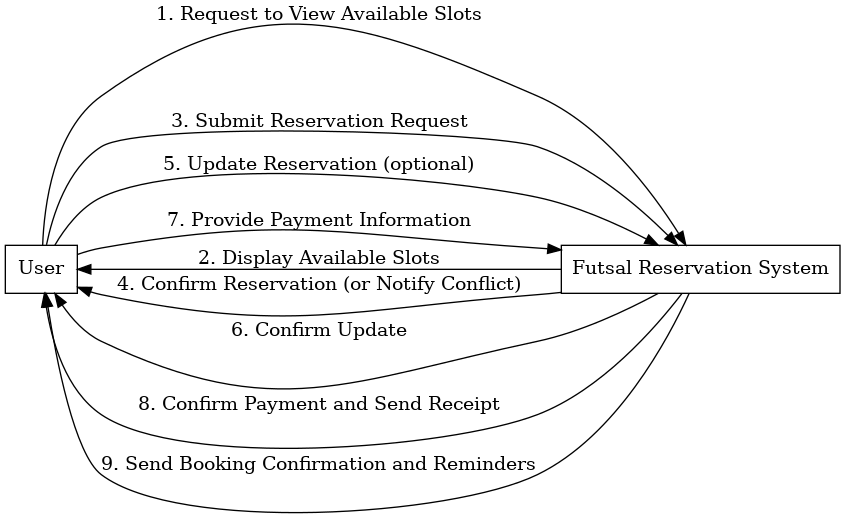 1. Request to View Available Slots
3. Submit Reservation Request
5. Update Reservation (optional)
7. Provide Payment Information
2. Display Available Slots
User
Futsal Reservation System
4. Confirm Reservation (or Notify Conflict)
6. Confirm Update
8. Confirm Payment and Send Receipt
9. Send Booking Confirmation and Reminders